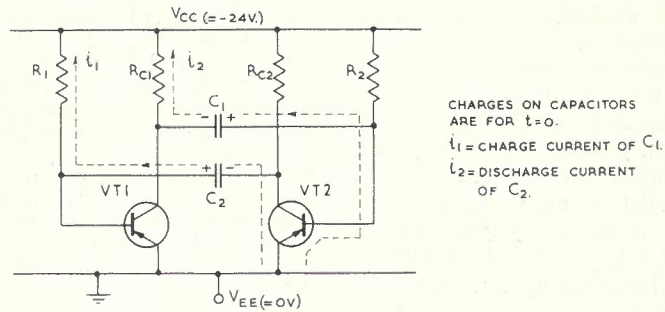 VCC (= -24V.)
R1
i1
RC1
i2
RC2
R2
C1
- +
+ -
C2
VT1
VT2
VEE (= 0V)
CHARGES ON CAPACITORS
ARE FOR t=0.
i1 = CHARGE CURRENT OF C1.
i2 = DISCHARGE CURRENT
OF C2.